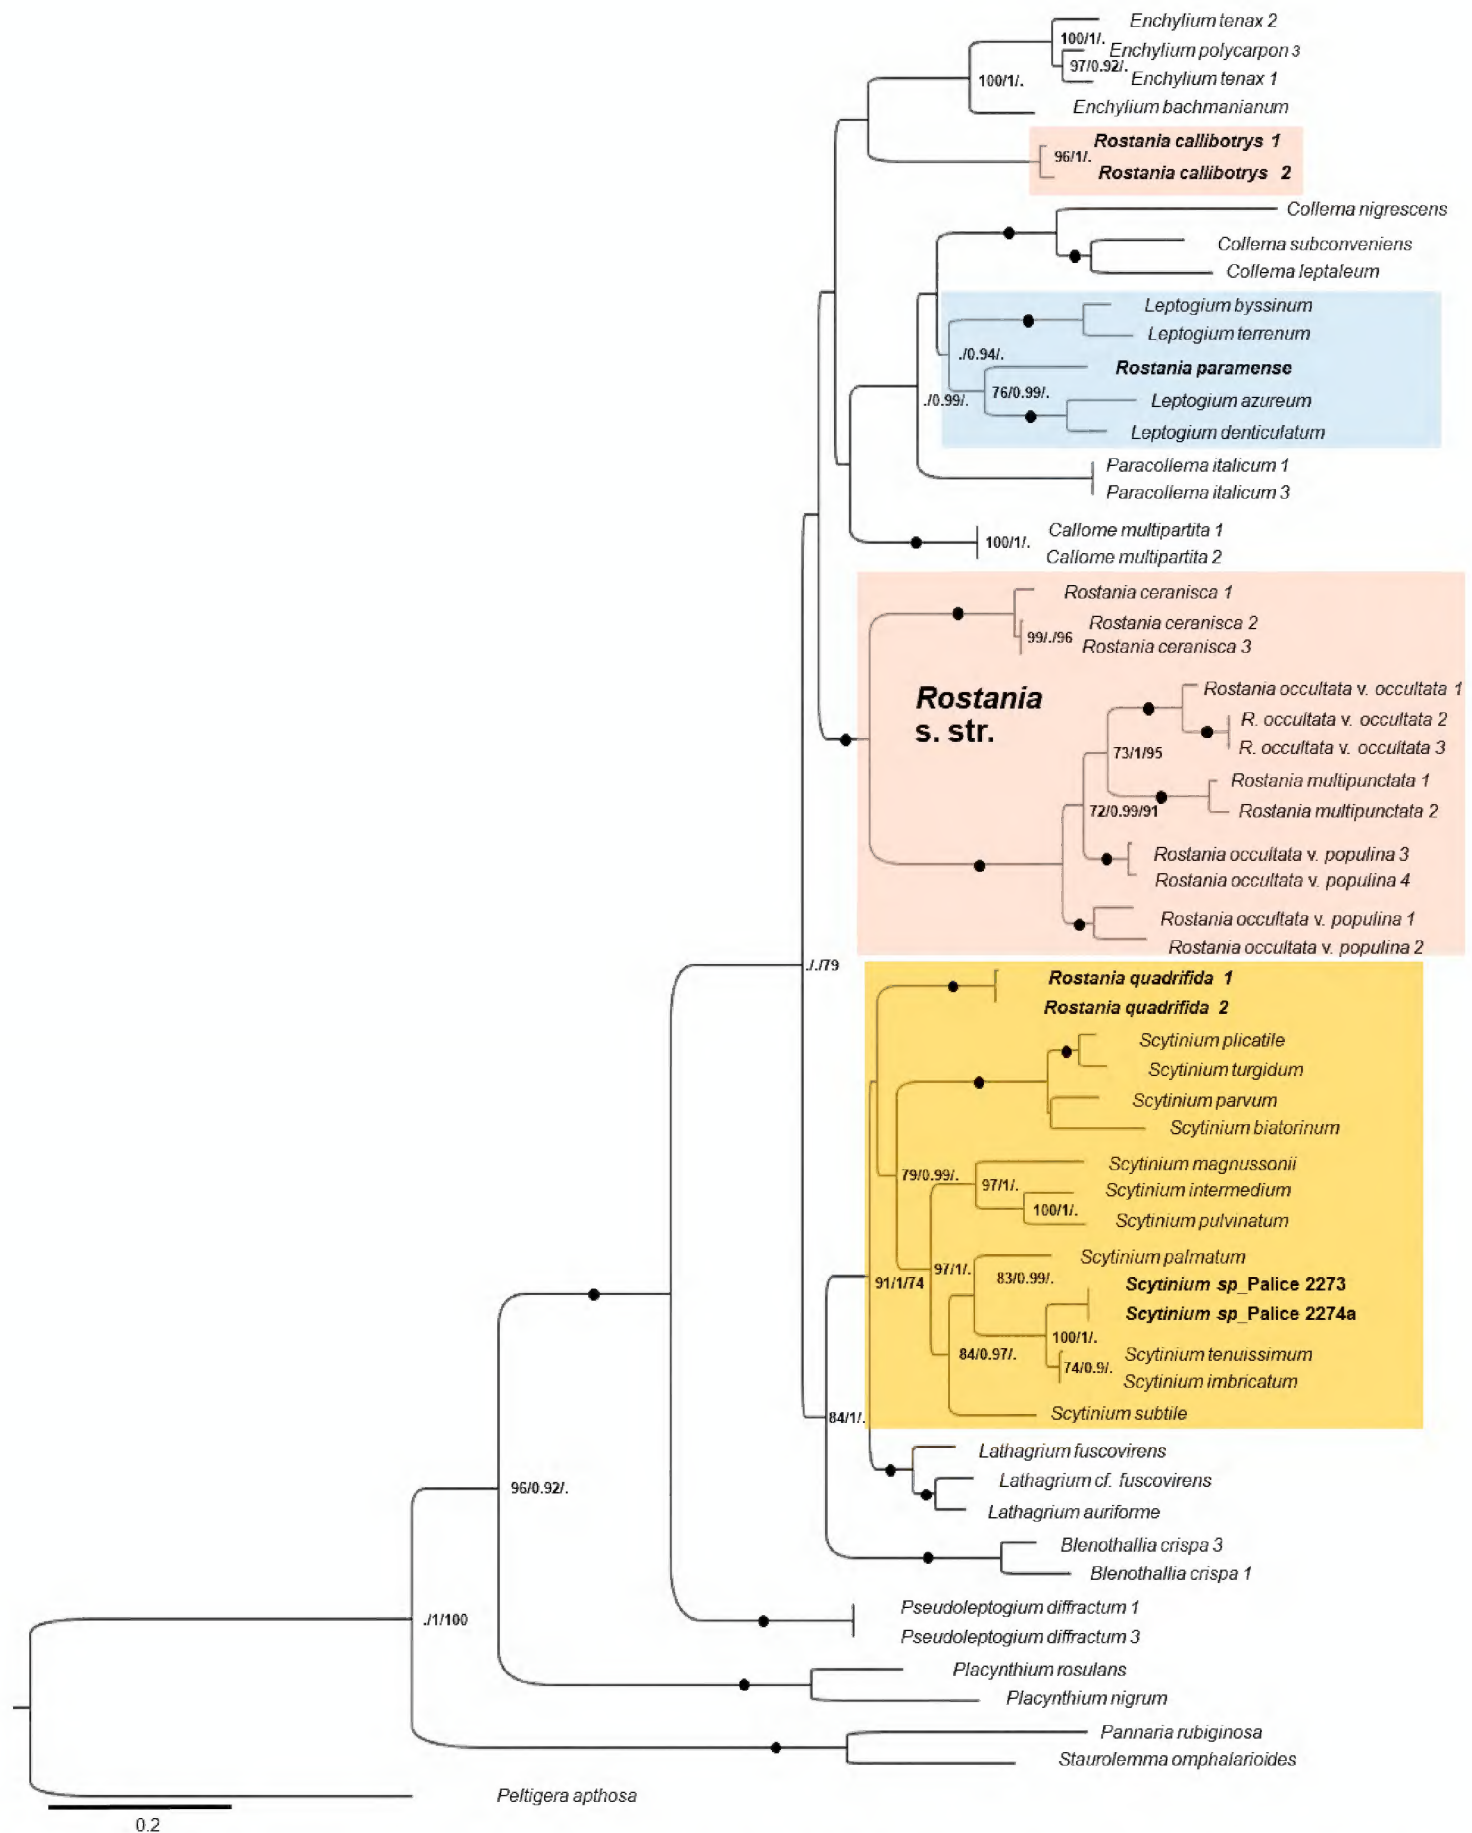 Enchylium tenax 2
100/1/.
Enchylium polycarpon 3
97/0.92/.
Enchylium tenax 1
100/1/.
Enchylium bachmanianum
Rostania callibotrys 1
96/1/.
Rostania callibotrys 2
Collema nigrescens
Collema subconveniens
Collema leptaleum
Leptogium byssinum
Leptogium terrenum
./0.94/.
Rostania paramense
76/0.99/.
./0.99/.
Leptogium azureum
Leptogium denticulatum
Paracollema italicum 1
Paracollema italicum 3
Callome multipartita 1
100/1/.
Callome multipartita 2
Rostania ceranisca 1
Rostania ceranisca 2
99/./96
Rostania ceranisca 3
Rostania
s. str.
Rostania occultata v. occultata 1
R. occultata v. occultata 2
R. occultata v. occultata 3
73/1/95
Rostania multipunctata 1
72/0.99/91
Rostania multipunctata 2
Rostania occultata v. populina 3
Rostania occultata v. populina 4
Rostania occultata v. populina 1
Rostania occultata v. populina 2
././79
Rostania quadrifida 1
Rostania quadrifida 2
Scytinium plicatile
Scytinium turgidum
Scytinium parvum
Scytinium biatorinum
Scytinium magnussonii
79/0.99/.
97/1/.
Scytinium intermedium
100/1/.
Scytinium pulvinatum
Scytinium palmatum
97/1/.
83/0.99/.
91/1/74
Scytinium sp_Palice 2273
Scytinium sp_Palice 2274a
100/1/.
84/0.97/.
Scytinium tenuissimum
74/0.9/.
Scytinium imbricatum
Scytinium subtile
84/1/.
Lathagrium fuscovirens
Lathagrium cf. fuscovirens
96/0.92/.
Lathagrium auriforme
Blenothallia crispa 3
Blenothallia crispa 1
Pseudoleptogium diffractum 1
./1/100
Pseudoleptogium diffractum 3
Placynthium rosulans
Placynthium nigrum
Pannaria rubiginosa
Staurolemma omphalarioides
Peltigera apthosa
0.2